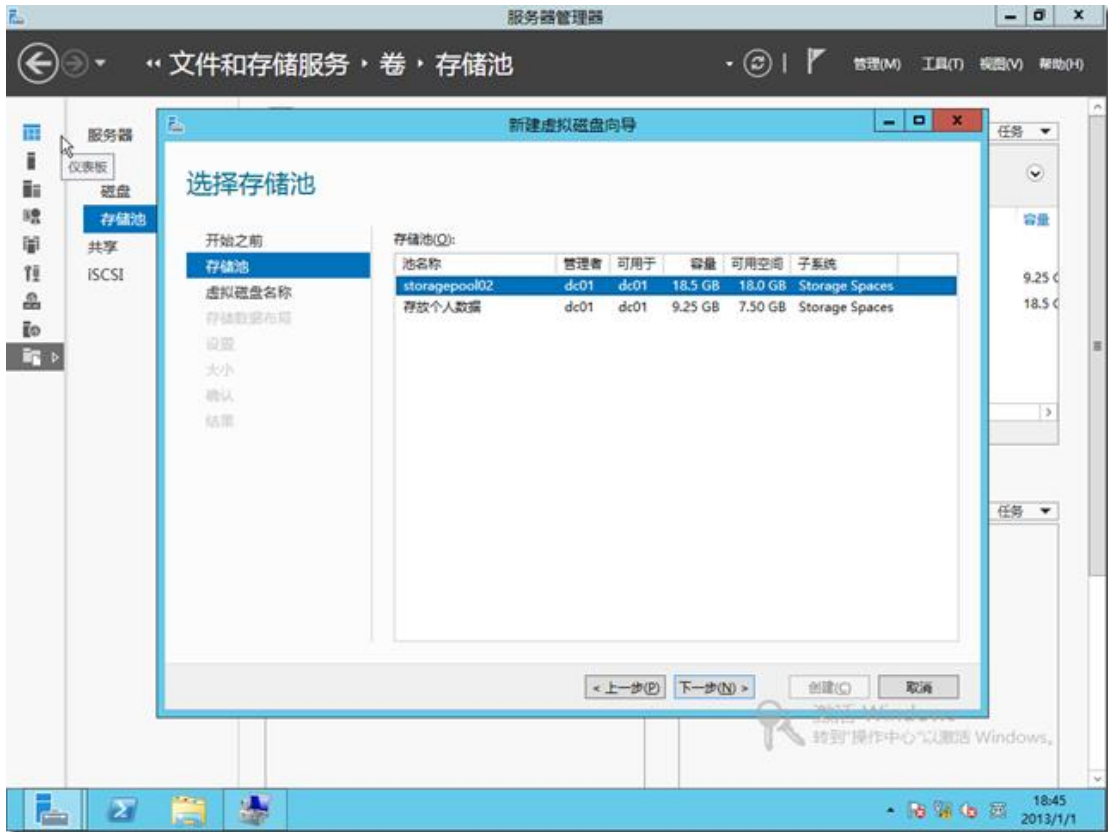 服务器管理器
文件和存储服务 · 卷 · 存储池
管理(M) 工具(T) 视图(V) 帮助(H)
新建虚拟磁盘向导
服务器
仪表板
磁盘
存储池
共享
iSCSI
任务
容量
9.25
18.5
任务
选择存储池
开始之前
存储池
虚拟磁盘名称
存储数据布局
设置
大小
确认
结果
存储池(O):
池名称 管理者 可用于 容量 可用空间 子系统
storagepool02 dc01 dc01 18.5 GB 18.0 GB Storage Spaces
存放个人数据 dc01 dc01 9.25 GB 7.50 GB Storage Spaces
< 上一步(P) 下一步(N) > 创建(C) 取消
激活 Windows
转到"操作中心"以激活 Windows。
18:45
2013/1/1